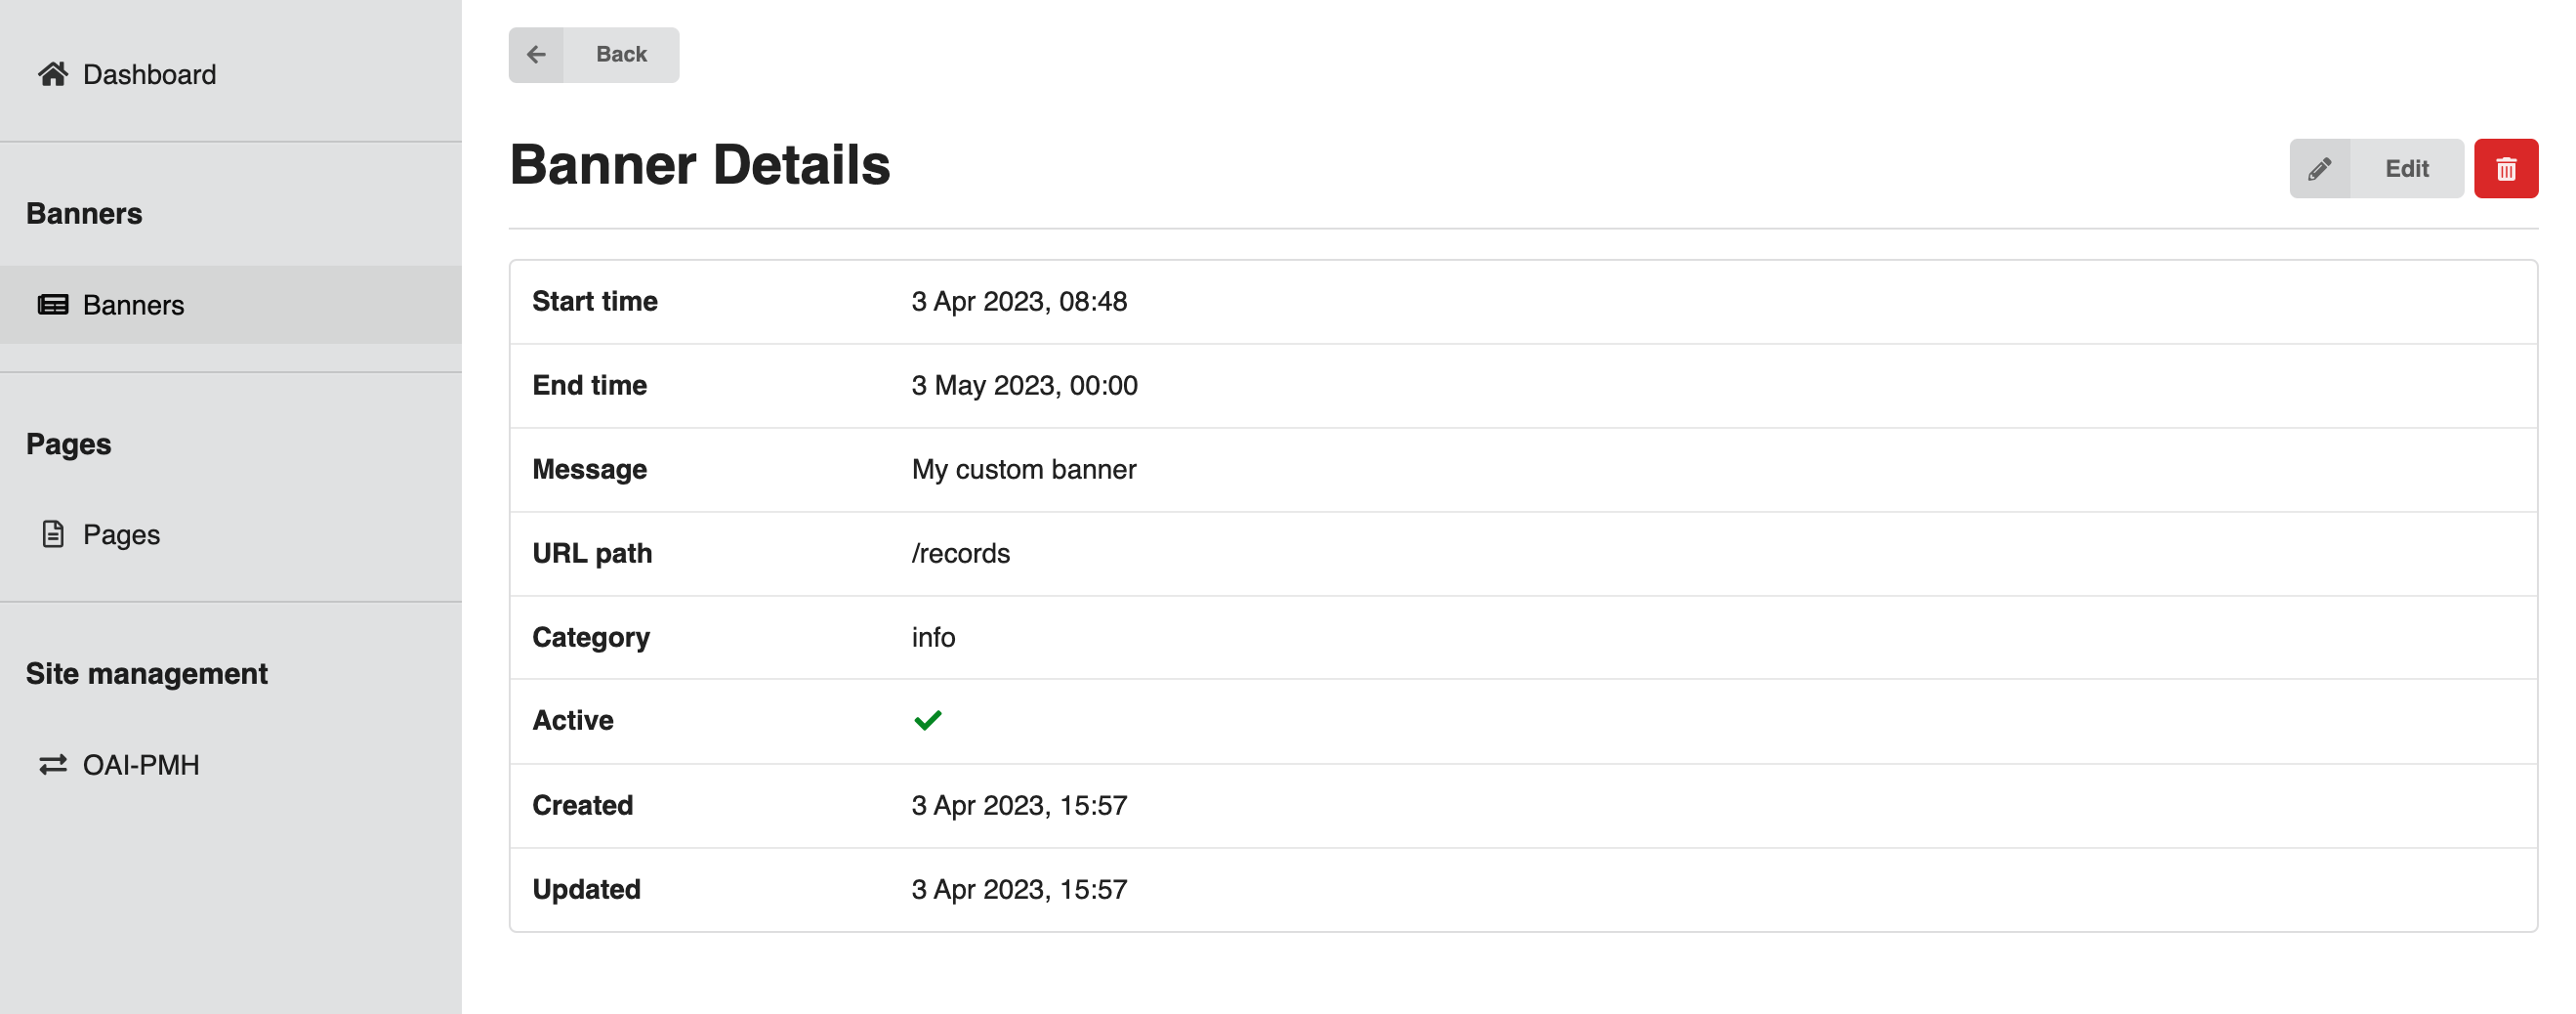 Dashboard
Banners
Banners
Pages
Pages
Site management
OAI-PMH
Back
Banner Details
Edit
Start time 3 Apr 2023, 08:48
End time 3 May 2023, 00:00
Message My custom banner
URL path /records
Category info
Active
Created 3 Apr 2023, 15:57
Updated 3 Apr 2023, 15:57